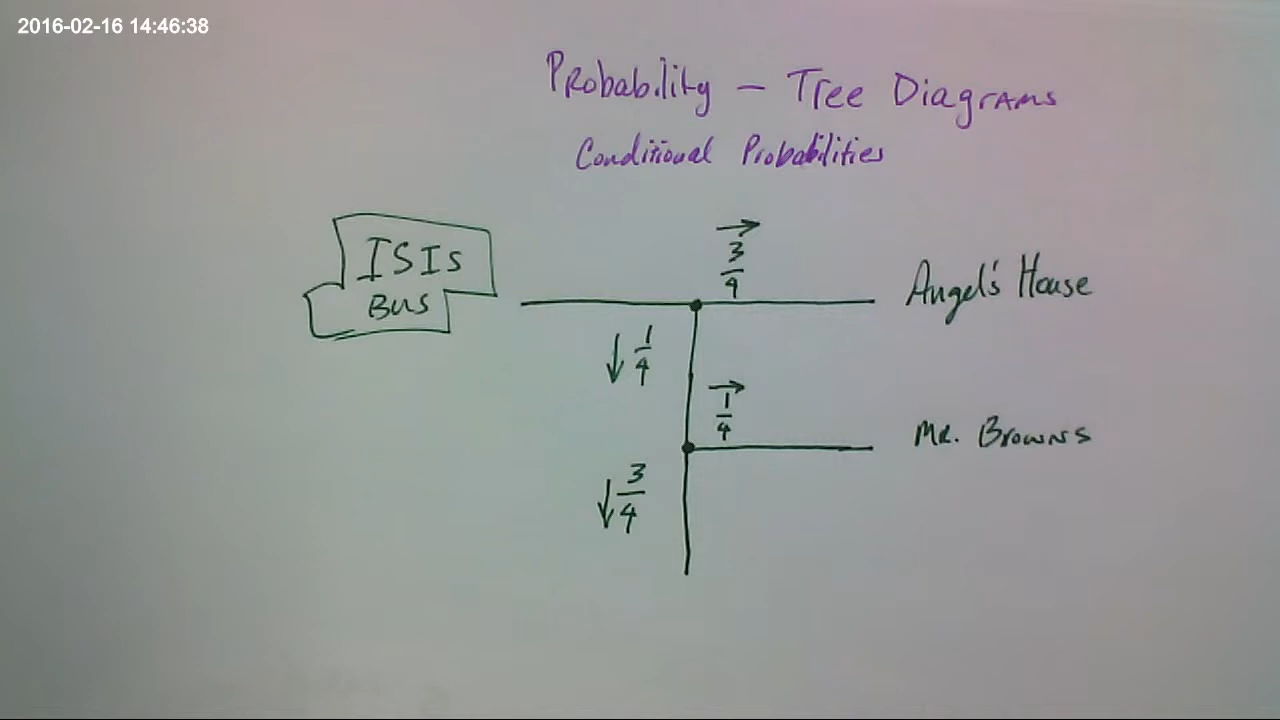 2016-02-16 14:46:38
Probability - Tree Diagrams
Conditional Probabilities
ISIS
BUS
→ 3/4
Angel's House
↓ 1/4
→ 1/4
Mr. Browns
↓ 3/4